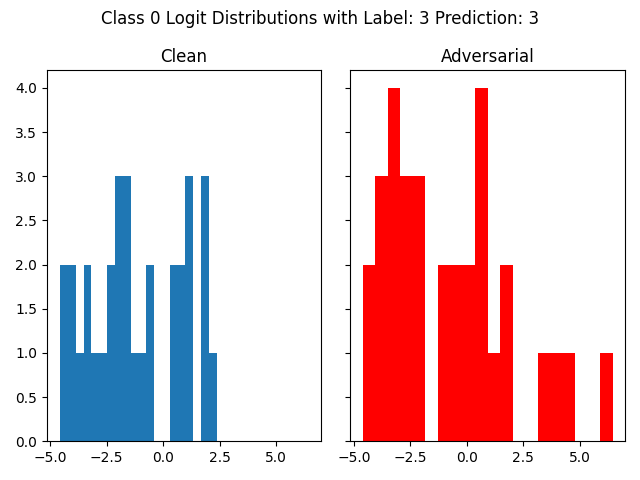 Class 0 Logit Distributions with Label: 3 Prediction: 3
Clean
Adversarial
4.0
3.5
3.0
2.5
2.0
1.5
1.0
0.5
0.0
−5.0 −2.5 0.0 2.5 5.0
−5.0 −2.5 0.0 2.5 5.0